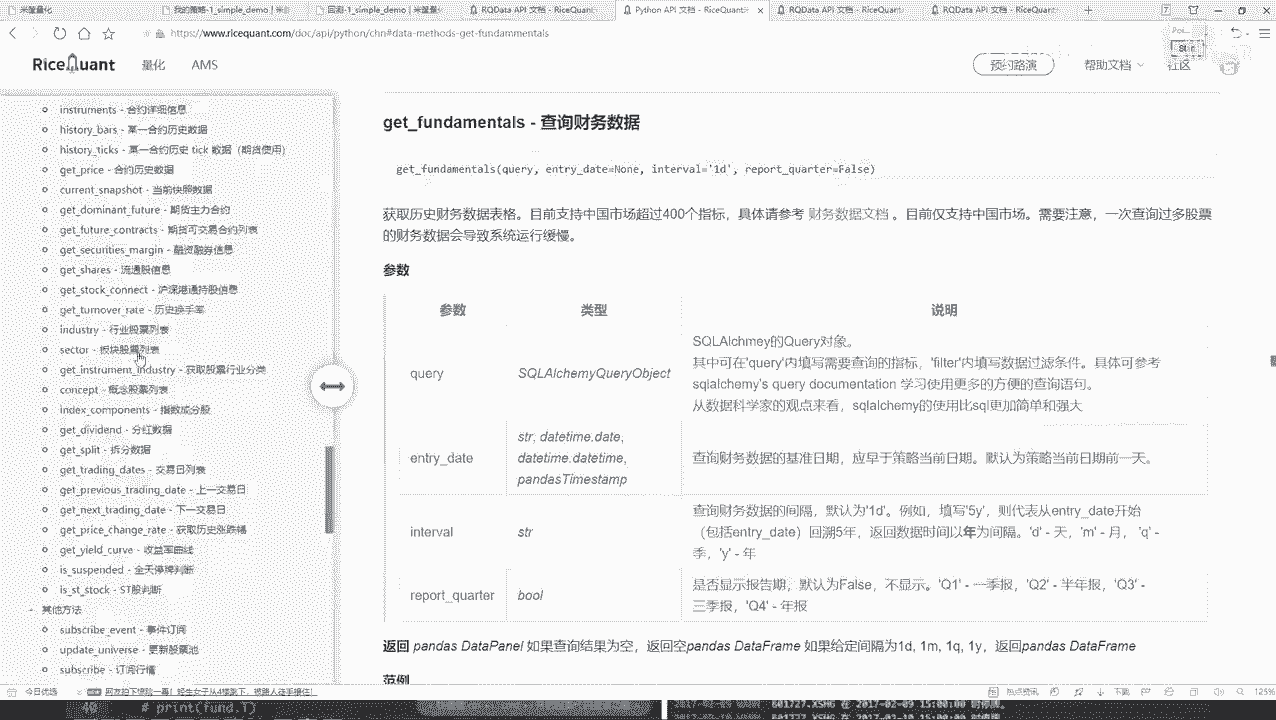 米筐量化
我的策略-1_simple_demo | 米筐
回测-1_simple_demo | 米筐量
RQData API 文档 - RiceQuant
Python API 文档 - RiceQuant
RQData API 文档 - RiceQuar
RQData API 文档 - RiceQuar
https://www.ricequant.com/doc/api/python/chn#data-methods-get-fundammentals
RiceQuant
量化
AMS
预约路演
帮助文档
社区
instruments - 合约详细信息
history_bars - 某一合约历史数据
history_ticks - 某一合约历史 tick 数据（期货使用）
get_price - 合约历史数据
current_snapshot - 当前快照数据
get_dominant_future - 期货主力合约
get_future_contracts - 期货可交易合约列表
get_securities_margin - 融资融券信息
get_shares - 流通股信息
get_stock_connect - 沪深港通持股信息
get_turnover_rate - 历史换手率
industry - 行业股票列表
sector - 板块股票列表
get_instrument_industry - 获取股票行业分类
concept - 概念股票列表
index_components - 指数成分股
get_dividend - 分红数据
get_split - 拆分数据
get_trading_dates - 交易日列表
get_previous_trading_date - 上一交易日
get_next_trading_date - 下一交易日
get_price_change_rate - 获取历史涨跌幅
get_yield_curve - 收益率曲线
is_suspended - 全天停牌判断
is_st_stock - ST股判断
其他方法
subscribe_event - 事件订阅
update_universe - 更新股票池
subscribe - 订阅行情
get_fundamentals - 查询财务数据
get_fundamentals(query, entry_date=None, interval='1d', report_quarter=False)
获取历史财务数据表格。目前支持中国市场超过400个指标，具体请参考 财务数据文档 。目前仅支持中国市场。需要注意，一次查询过多股票
的财务数据会导致系统运行缓慢。
参数
参数 类型 说明
query SQLAlchemyQueryObject
SQLAlchmey的Query对象。
其中可在'query'内填写需要查询的指标，'filter'内填写数据过滤条件。具体可参考
sqlalchemy's query documentation 学习使用更多的方便的查询语句。
从数据科学家的观点来看，sqlalchemy的使用比sql更加简单和强大
entry_date
str, datetime.date,
datetime.datetime,
pandasTimestamp
查询财务数据的基准日期，应早于策略当前日期。默认为策略当前日期前一天。
interval str
查询财务数据的间隔，默认为'1d'。例如，填写'5y'，则代表从entry_date开始
（包括entry_date）回溯5年，返回数据时间以年为间隔。'd' - 天，'m' - 月， 'q' -
季，'y' - 年
report_quarter bool
是否显示报告期，默认为False，不显示。'Q1' - 一季报，'Q2' - 半年报，'Q3' -
三季报，'Q4' - 年报
返回 pandas DataPanel 如果查询结果为空，返回空pandas DataFrame 如果给定间隔为1d, 1m, 1q, 1y，返回pandas DataFrame
范例
今日优选
热点资讯
下载
125%
40 # print(fund.T)